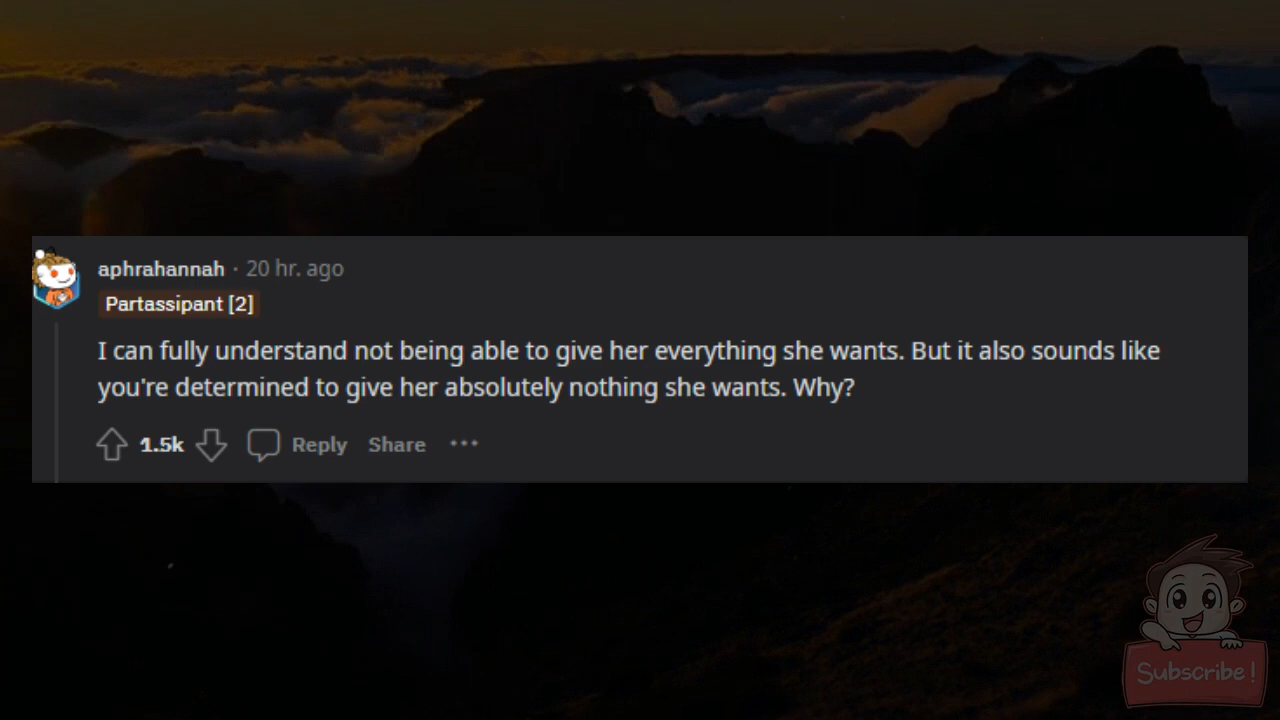 aphrahannah · 20 hr. ago
Partassipant [2]
I can fully understand not being able to give her everything she wants. But it also sounds like
you're determined to give her absolutely nothing she wants. Why?
1.5k Reply Share ···
Subscribe!